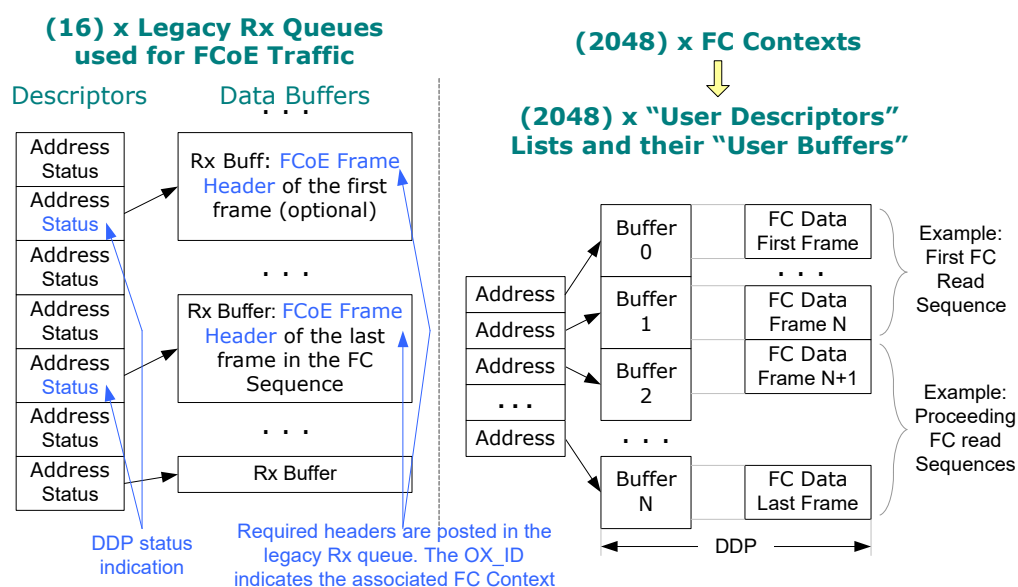 (16) x Legacy Rx Queues
used for FCoE Traffic
Descriptors
Data Buffers
. . .
Address
Status
Address
Status
Address
Status
Address
Status
Address
Status
Address
Status
Address
Status
Rx Buff: FCoE Frame
Header of the first
frame (optional)
. . .
Rx Buffer: FCoE Frame
Header of the last
frame in the FC
Sequence
. . .
Rx Buffer
DDP status
indication
Required headers are posted in the
legacy Rx queue. The OX_ID
indicates the associated FC Context
(2048) x FC Contexts
(2048) x “User Descriptors”
Lists and their “User Buffers”
Address
Address
Address
. . .
Address
Buffer
0
Buffer
1
Buffer
2
. . .
Buffer
N
FC Data
First Frame
. . .
FC Data
Frame N
FC Data
Frame N+1
FC Data
Last Frame
DDP
Example:
First FC
Read
Sequence
Example:
Proceeding
FC read
Sequences